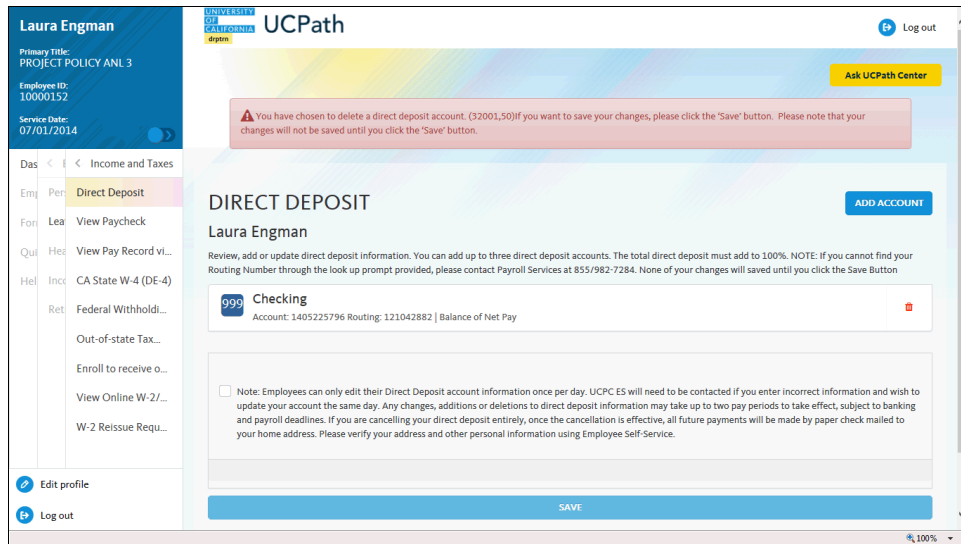 Laura Engman
Primary Title:
PROJECT POLICY ANL 3
Employee ID:
10000152
Service Date:
07/01/2014
UNIVERSITY
OF
CALIFORNIA
UCPath
drptrn
Log out
Ask UCPath Center
You have chosen to delete a direct deposit account. (32001,50)If you want to save your changes, please click the 'Save' button. Please note that your
changes will not be saved until you click the 'Save' button.
Das
Income and Taxes
Emp
Per
Direct Deposit
Forr
Lea
View Paycheck
Qui
Hea
View Pay Record vi...
Hel
Inco
CA State W-4 (DE-4)
Ret
Federal Withholdi...
Out-of-state Tax...
Enroll to receive o...
View Online W-2/...
W-2 Reissue Requ...
Edit profile
Log out
DIRECT DEPOSIT
ADD ACCOUNT
Laura Engman
Review, add or update direct deposit information. You can add up to three direct deposit accounts. The total direct deposit must add to 100%. NOTE: If you cannot find your
Routing Number through the look up prompt provided, please contact Payroll Services at 855/982-7284. None of your changes will saved until you click the Save Button
999
Checking
Account: 1405225796 Routing: 121042882 | Balance of Net Pay
Note: Employees can only edit their Direct Deposit account information once per day. UCPC ES will need to be contacted if you enter incorrect information and wish to
update your account the same day. Any changes, additions or deletions to direct deposit information may take up to two pay periods to take effect, subject to banking
and payroll deadlines. If you are cancelling your direct deposit entirely, once the cancellation is effective, all future payments will be made by paper check mailed to
your home address. Please verify your address and other personal information using Employee Self-Service.
SAVE
100%